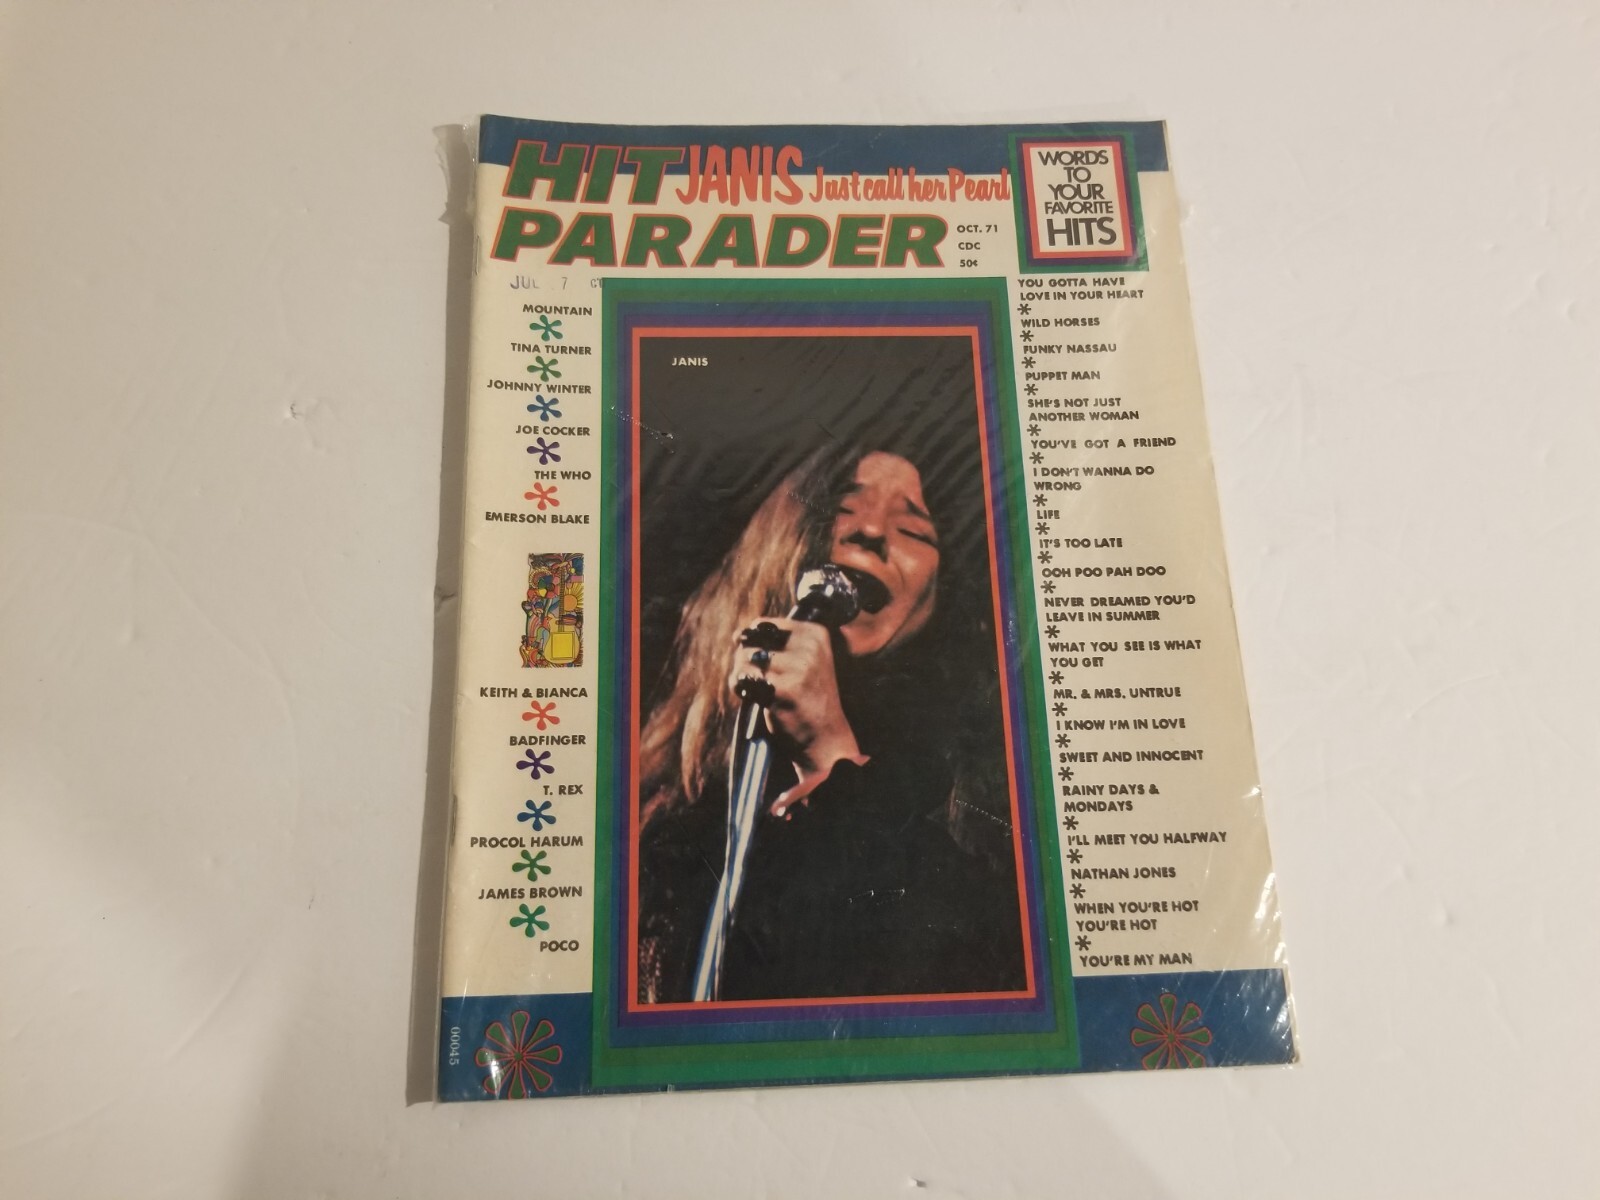 HIT JANIS Just call her Pearl
PARADER
OCT. 71
CDC
50¢
WORDS
TO
YOUR
FAVORITE
HITS
JUL 7
MOUNTAIN
TINA TURNER
JOHNNY WINTER
JOE COCKER
THE WHO
EMERSON BLAKE
KEITH & BIANCA
BADFINGER
T. REX
PROCOL HARUM
JAMES BROWN
POCO
00045
JANIS
YOU GOTTA HAVE
LOVE IN YOUR HEART
WILD HORSES
FUNKY NASSAU
PUPPET MAN
SHE'S NOT JUST
ANOTHER WOMAN
YOU'VE GOT A FRIEND
I DON'T WANNA DO
WRONG
LIFE
IT'S TOO LATE
OOH POO PAH DOO
NEVER DREAMED YOU'D
LEAVE IN SUMMER
WHAT YOU SEE IS WHAT
YOU GET
MR. & MRS. UNTRUE
I KNOW I'M IN LOVE
SWEET AND INNOCENT
RAINY DAYS &
MONDAYS
I'LL MEET YOU HALFWAY
NATHAN JONES
WHEN YOU'RE HOT
YOU'RE HOT
YOU'RE MY MAN